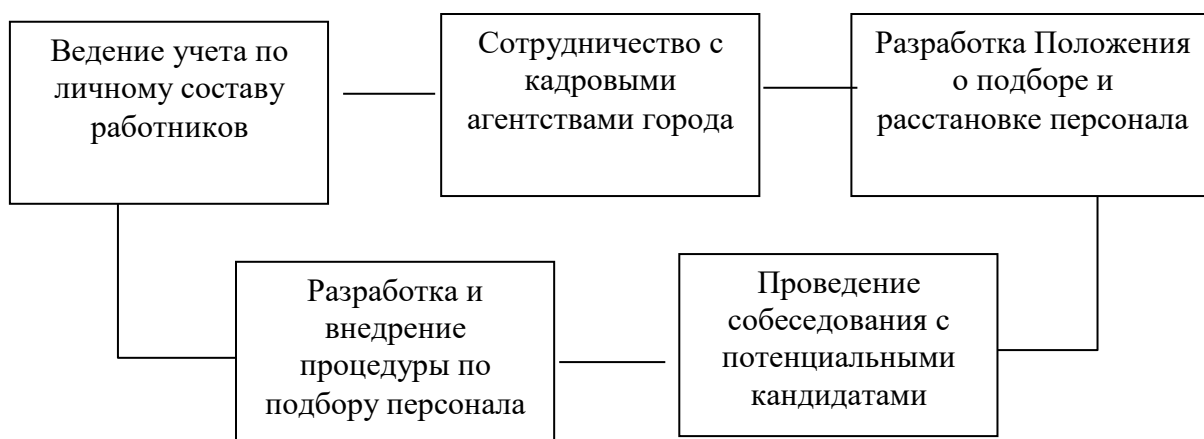 Ведение учета по
личному составу
работников
Сотрудничество с
кадровыми
агентствами города
Разработка Положения
о подборе и
расстановке персонала
Разработка и
внедрение
процедуры по
подбору персонала
Проведение
собеседования с
потенциальными
кандидатами